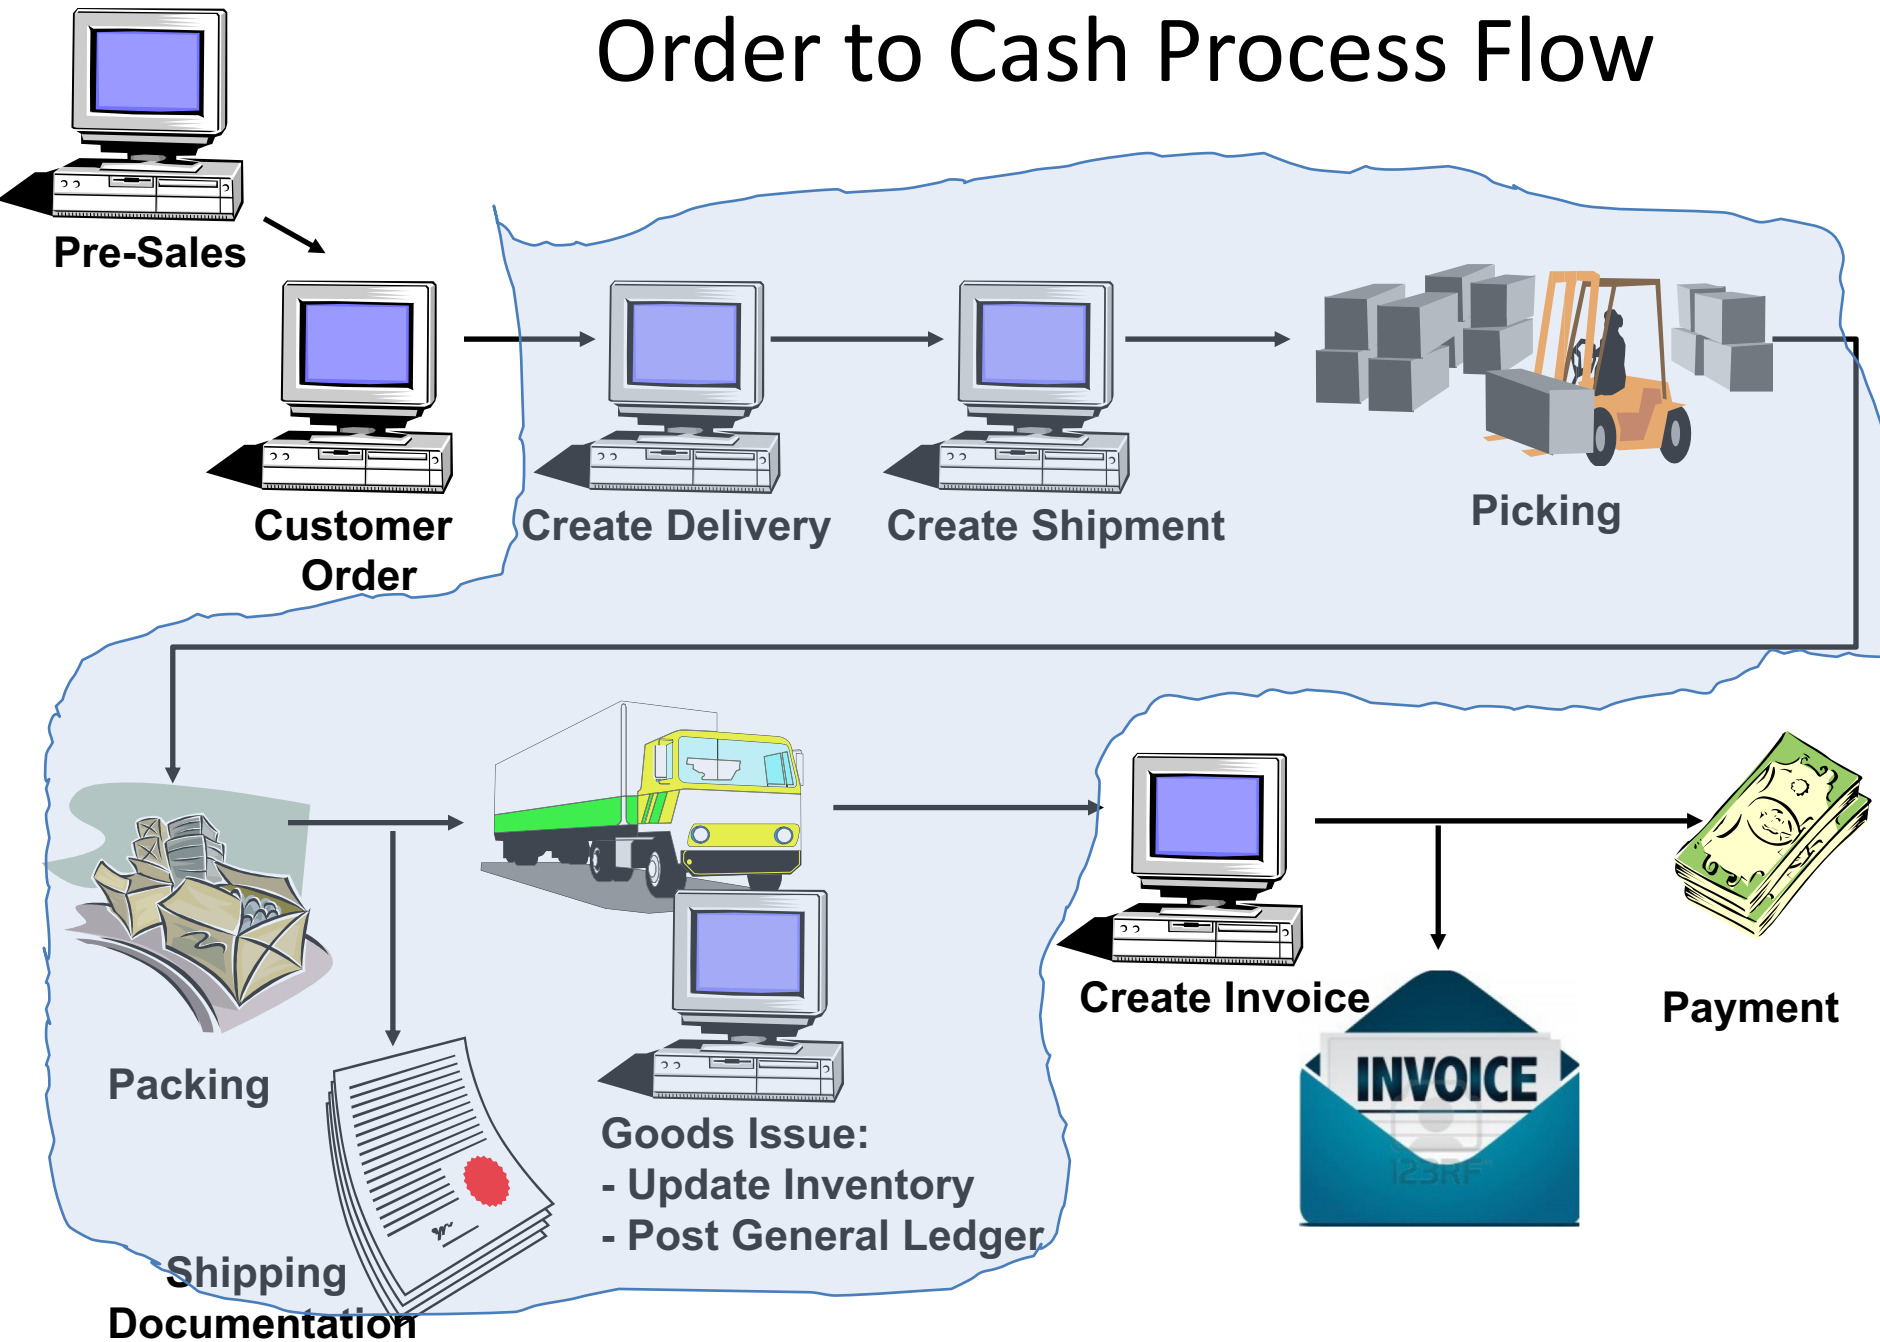 Order to Cash Process Flow
Pre-Sales
Customer
Order
Create Delivery
Create Shipment
Picking
Packing
Shipping
Documentation
Goods Issue:
- Update Inventory
- Post General Ledger
Create Invoice
INVOICE
123RF
Payment